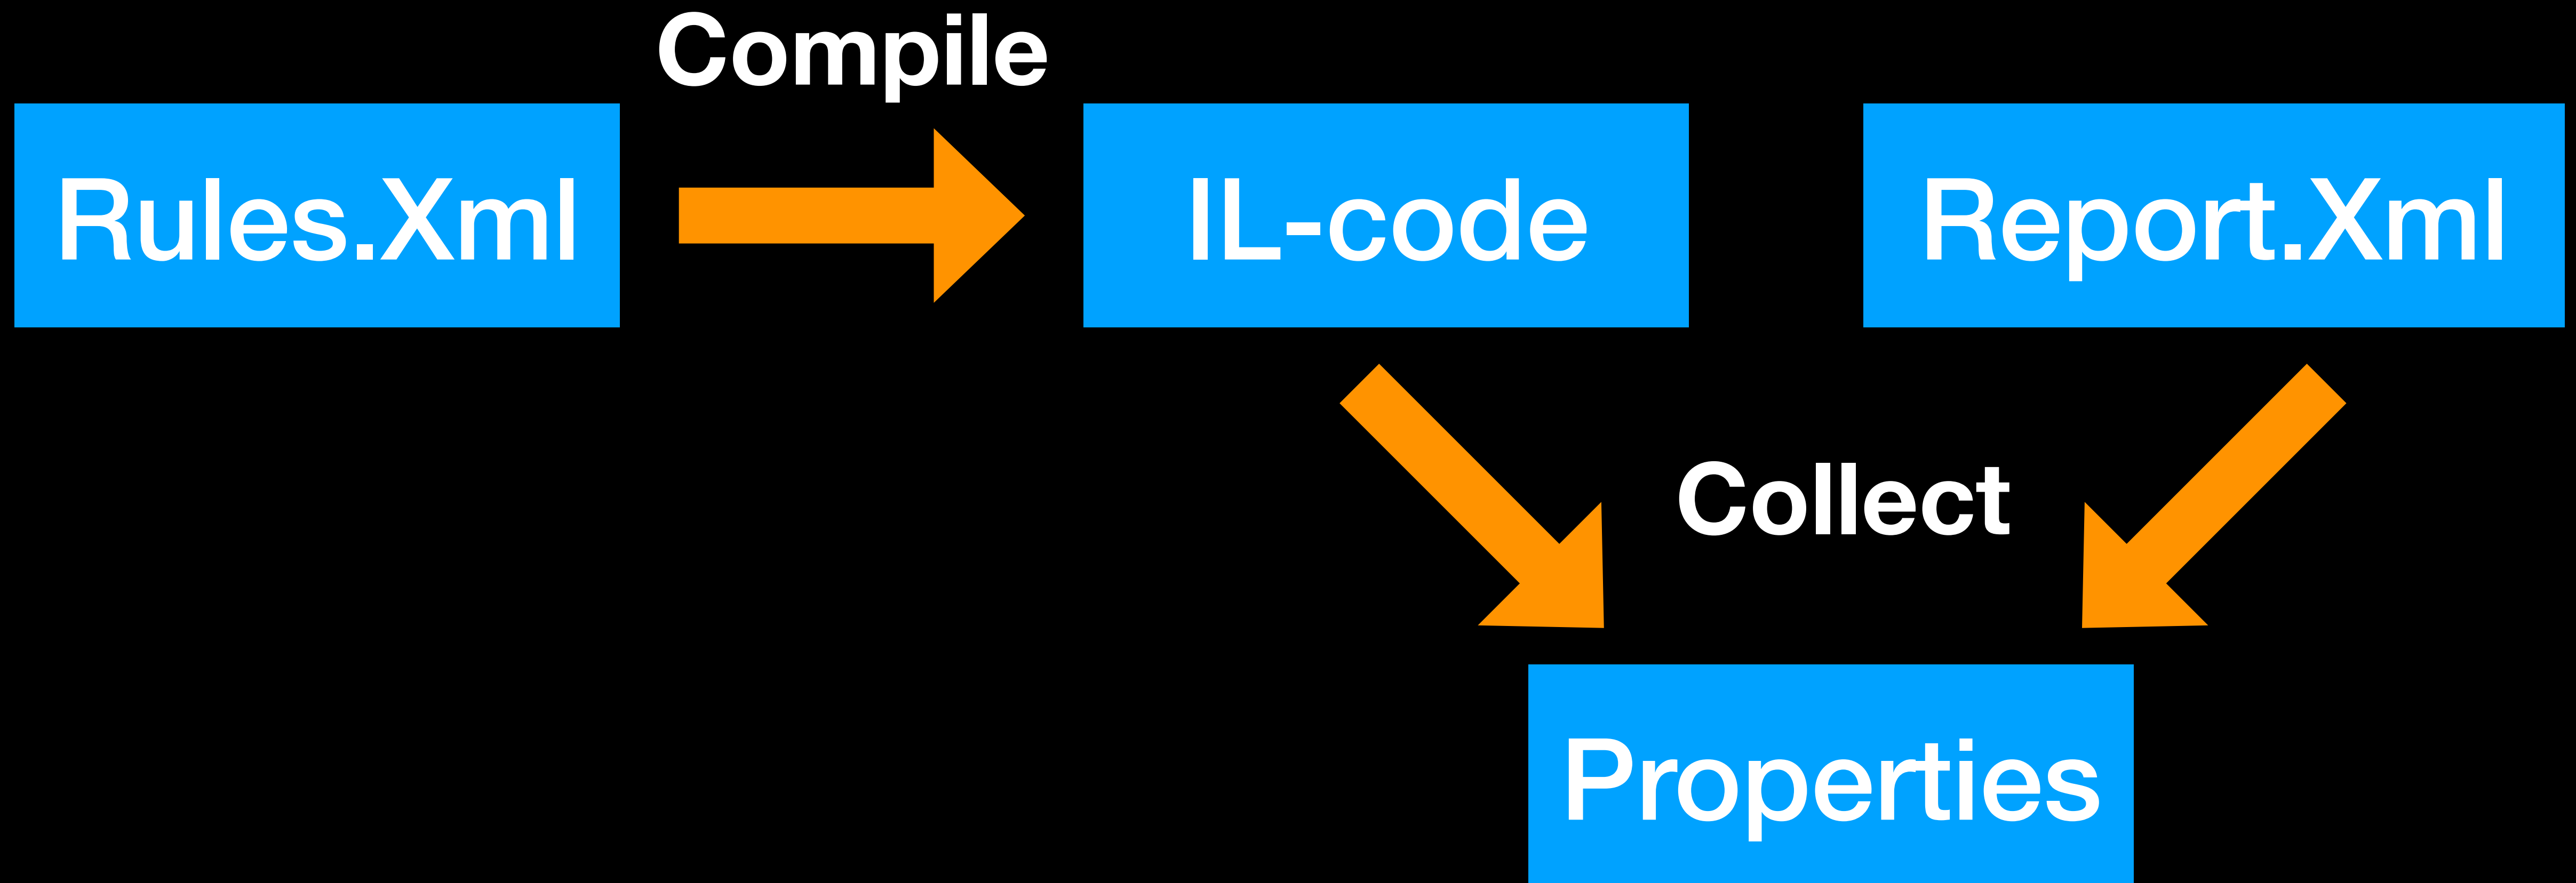 Compile
Rules.Xml
IL-code
Report.Xml
Collect
Properties